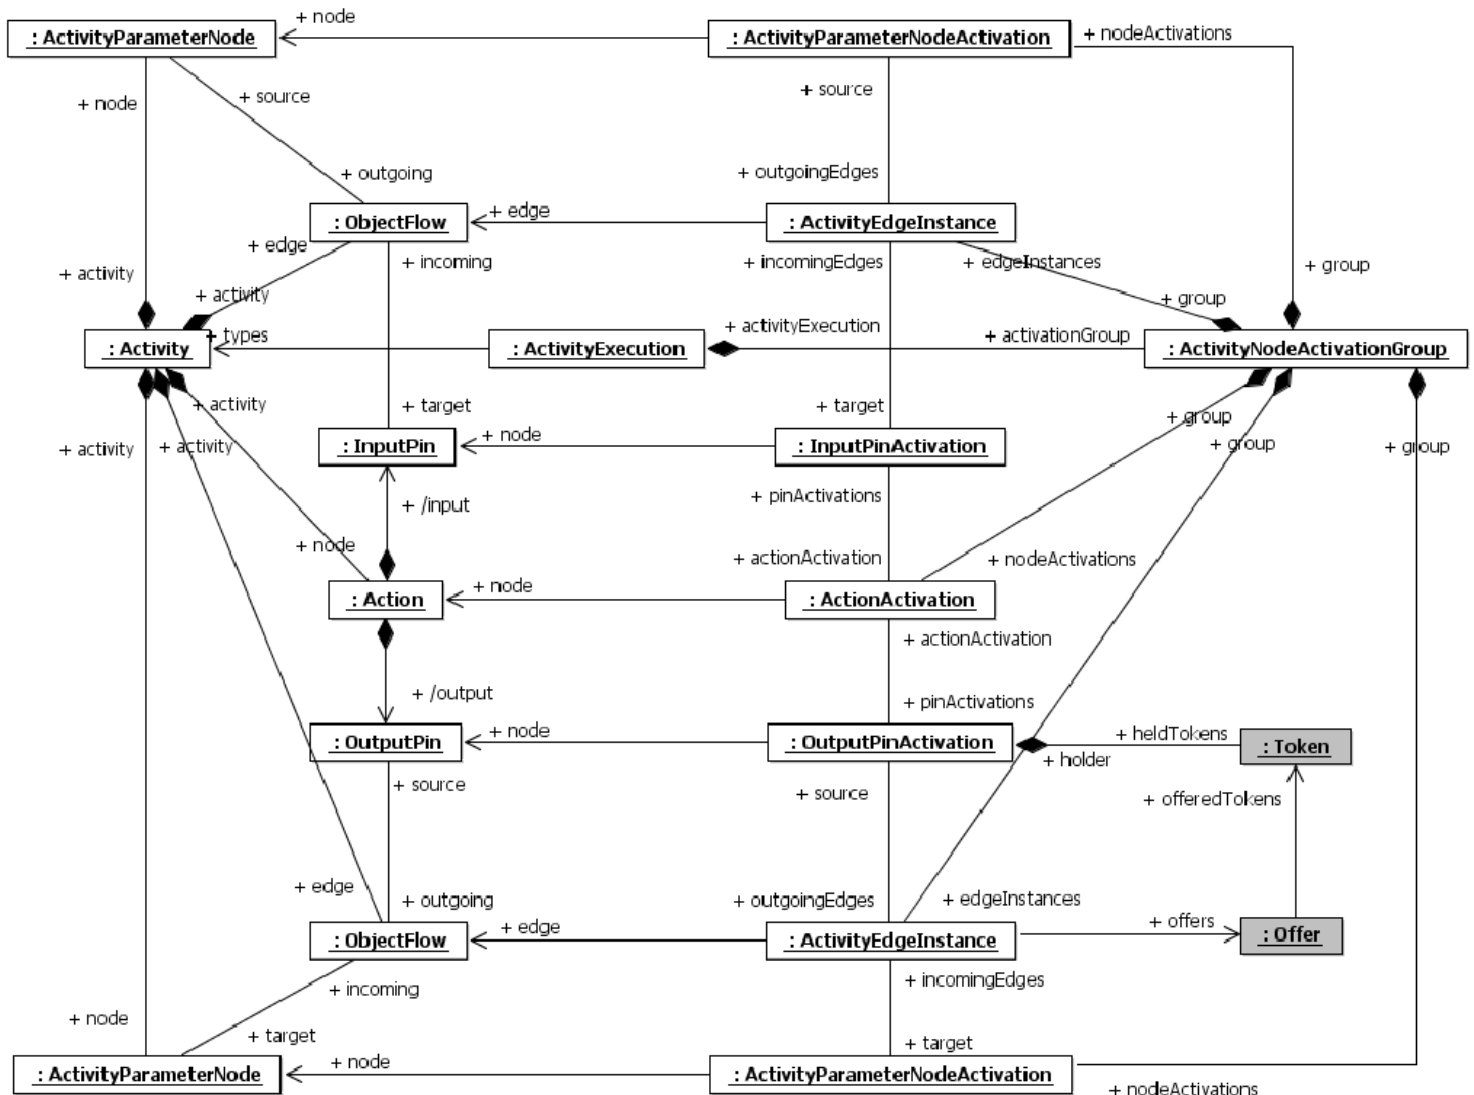 + node
: ActivityParameterNode
: ActivityParameterNodeActivation
+ nodeActivations
+ node
+ source
+ source
+ outgoing
+ outgoingEdges
: ObjectFlow
+ edge
: ActivityEdgeInstance
+ edge
+ incoming
+ incomingEdges
+ edgeInstances
+ group
+ activity
+ activity
+ group
+ types
+ activityExecution
+ activationGroup
: Activity
: ActivityExecution
: ActivityNodeActivationGroup
+ activity
+ target
+ target
+ group
+ activity
+ activity
: InputPin
+ node
: InputPinActivation
+ group
+ group
+ /input
+ pinActivations
+ node
+ actionActivation
+ nodeActivations
: Action
+ node
: ActionActivation
+ actionActivation
+ /output
+ pinActivations
: OutputPin
+ node
: OutputPinActivation
+ heldTokens
: Token
+ holder
+ source
+ source
+ offeredTokens
+ edge
+ outgoing
+ outgoingEdges
+ edgeInstances
: ObjectFlow
+ edge
: ActivityEdgeInstance
+ offers
: Offer
+ incoming
+ incomingEdges
+ node
+ target
+ target
+ node
: ActivityParameterNode
: ActivityParameterNodeActivation
+ nodeActivations